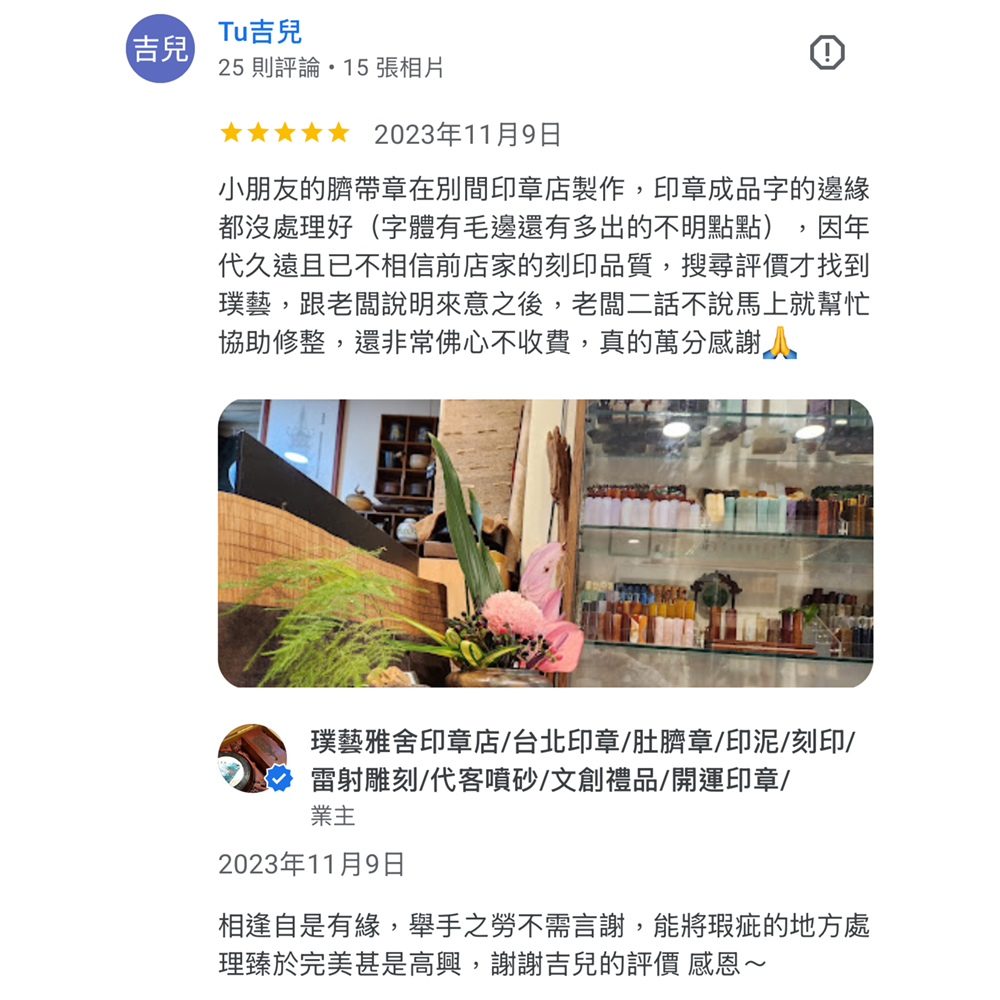 吉兒
Tu吉兒
25 則評論 • 15 張相片
2023年11月9日
小朋友的臍帶章在別間印章店製作，印章成品字的邊緣
都沒處理好（字體有毛邊還有多出的不明點點），因年
代久遠且已不相信前店家的刻印品質，搜尋評價才找到
璞藝，跟老闆說明來意之後，老闆二話不說馬上就幫忙
協助修整，還非常佛心不收費，真的萬分感謝🙏
璞藝雅舍印章店/台北印章/肚臍章/印泥/刻印/
雷射雕刻/代客噴砂/文創禮品/開運印章/
業主
2023年11月9日
相逢自是有緣，舉手之勞不需言謝，能將瑕疵的地方處
理臻於完美甚是高興，謝謝吉兒的評價 感恩～